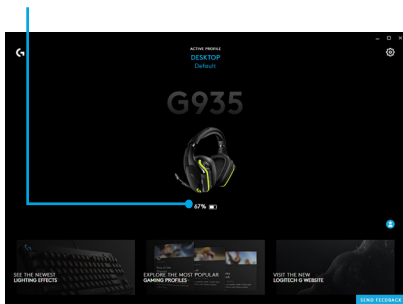 ACTIVE PROFILE
DESKTOP
Default
G935
67%
SEE THE NEWEST
LIGHTING EFFECTS
EXPLORE THE MOST POPULAR
GAMING PROFILES
VISIT THE NEW
LOGITECH G WEBSITE
SEND FEEDBACK